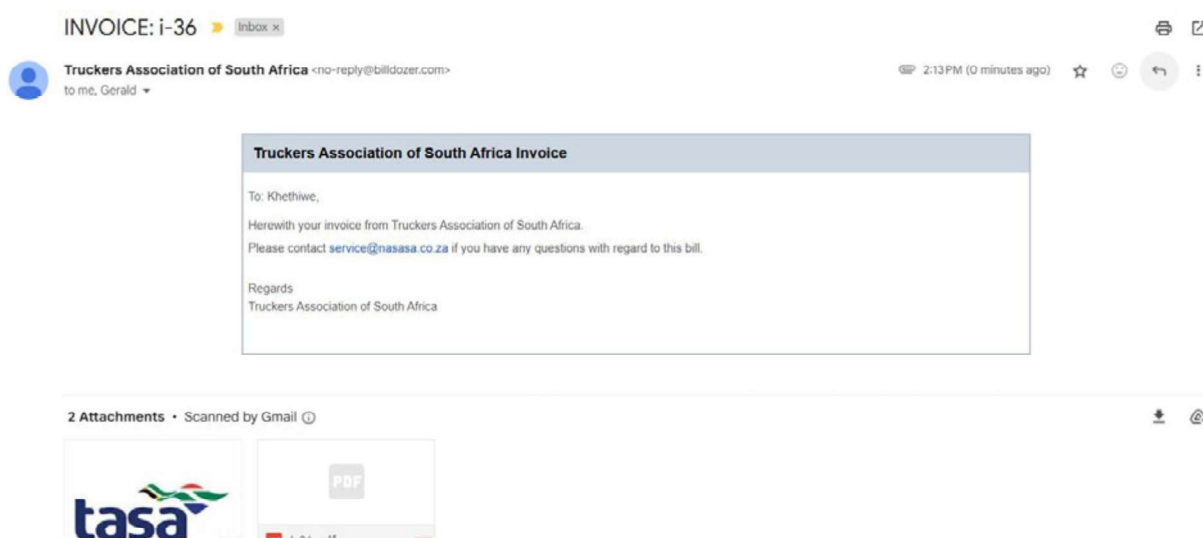 INVOICE: i-36 Inbox ×
Truckers Association of South Africa <no-reply@billdozer.com> 2:13 PM (0 minutes ago)
to me, Gerald
Truckers Association of South Africa Invoice
To: Khethiwe,
Herewith your invoice from Truckers Association of South Africa.
Please contact service@nasasa.co.za if you have any questions with regard to this bill.
Regards
Truckers Association of South Africa
2 Attachments • Scanned by Gmail
PDF
tasa